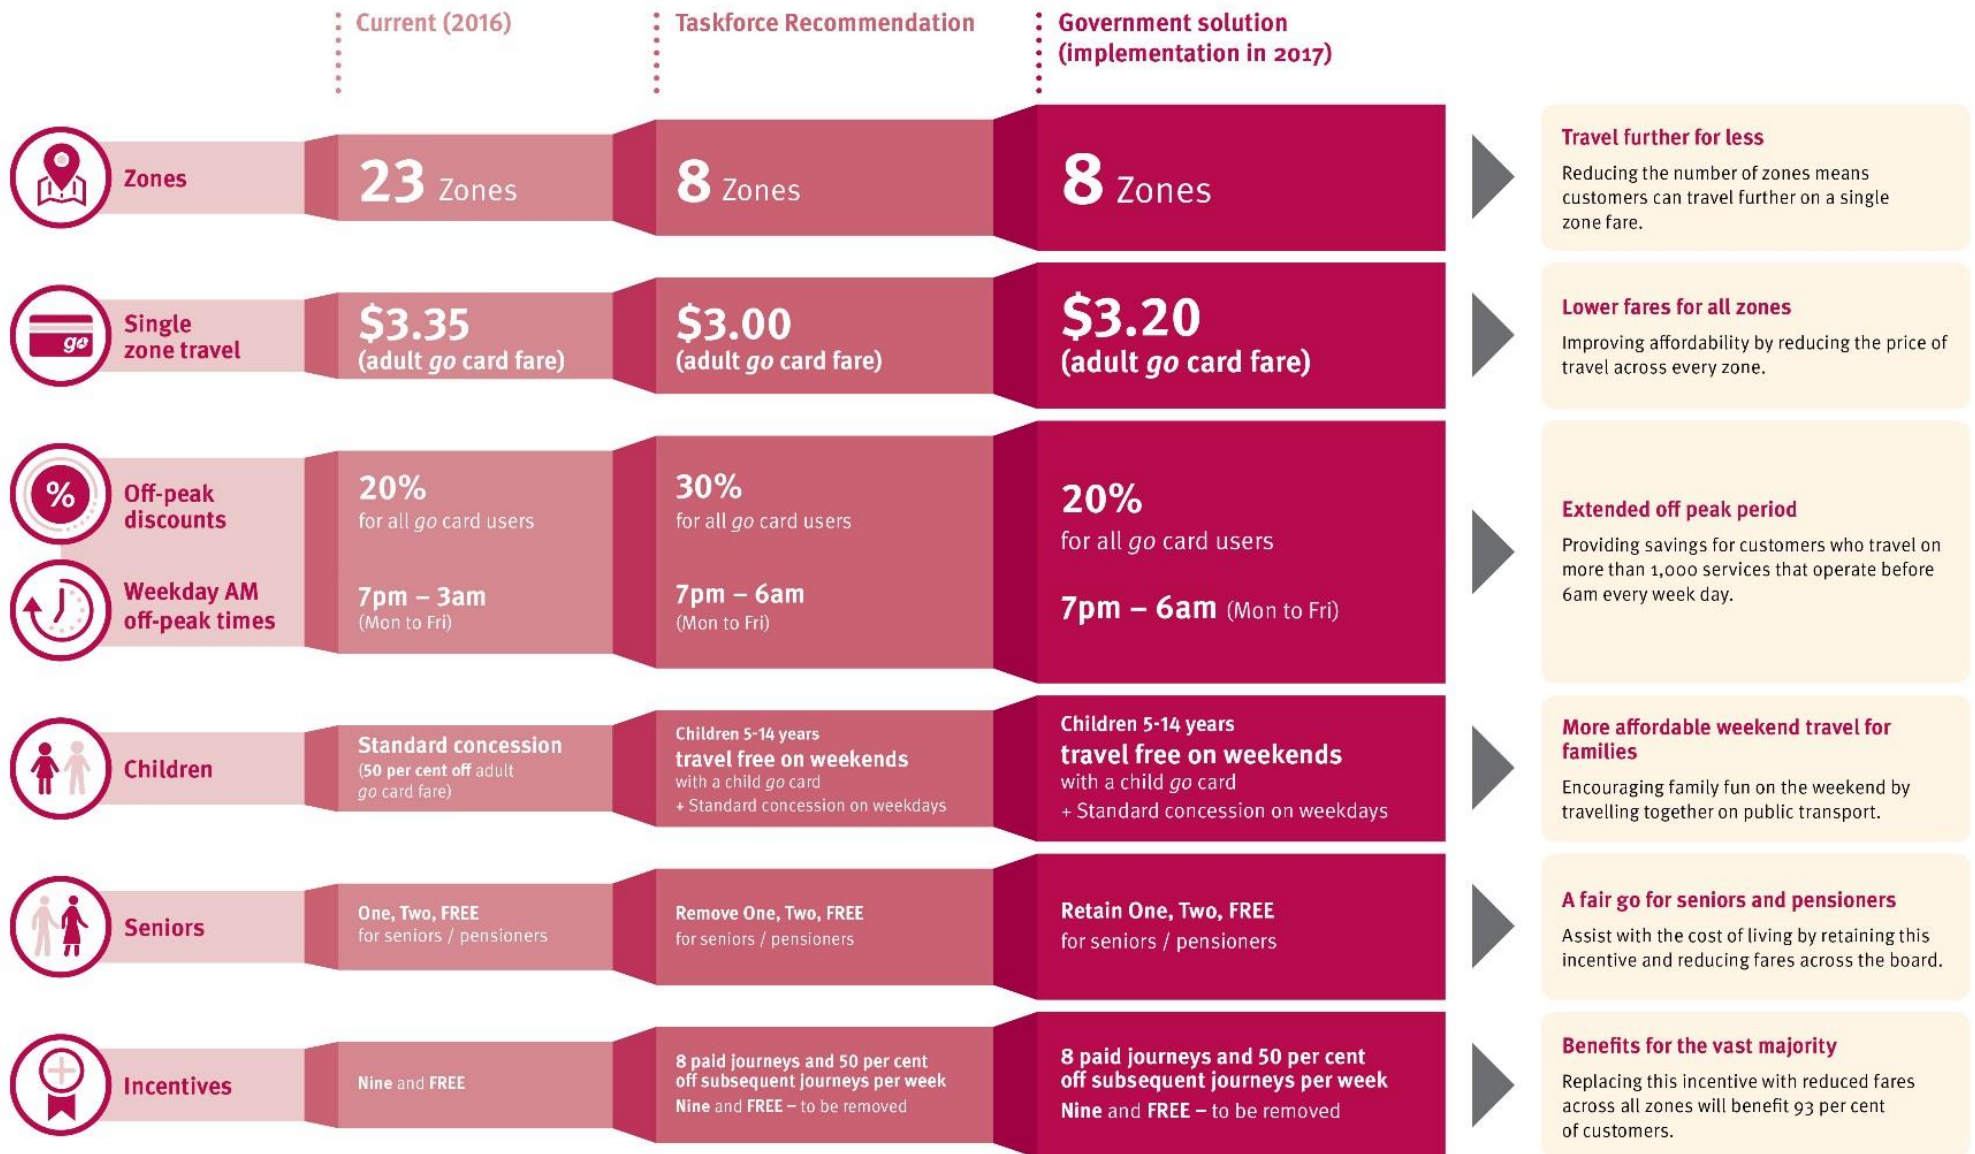 Current (2016)
Taskforce Recommendation
Government solution
(implementation in 2017)
Zones
23 Zones
8 Zones
8 Zones
Travel further for less
Reducing the number of zones means
customers can travel further on a single
zone fare.
go
Single
zone travel
$3.35
(adult go card fare)
$3.00
(adult go card fare)
$3.20
(adult go card fare)
Lower fares for all zones
Improving affordability by reducing the price of
travel across every zone.
%
Off-peak
discounts
20%
for all go card users
30%
for all go card users
20%
for all go card users
Weekday AM
off-peak times
7pm – 3am
(Mon to Fri)
7pm – 6am
(Mon to Fri)
7pm – 6am (Mon to Fri)
Extended off peak period
Providing savings for customers who travel on
more than 1,000 services that operate before
6am every week day.
Children
Standard concession
(50 per cent off adult
go card fare)
Children 5-14 years
travel free on weekends
with a child go card
+ Standard concession on weekdays
Children 5-14 years
travel free on weekends
with a child go card
+ Standard concession on weekdays
More affordable weekend travel for
families
Encouraging family fun on the weekend by
travelling together on public transport.
Seniors
One, Two, FREE
for seniors / pensioners
Remove One, Two, FREE
for seniors / pensioners
Retain One, Two, FREE
for seniors / pensioners
A fair go for seniors and pensioners
Assist with the cost of living by retaining this
incentive and reducing fares across the board.
Incentives
Nine and FREE
8 paid journeys and 50 per cent
off subsequent journeys per week
Nine and FREE – to be removed
8 paid journeys and 50 per cent
off subsequent journeys per week
Nine and FREE – to be removed
Benefits for the vast majority
Replacing this incentive with reduced fares
across all zones will benefit 93 per cent
of customers.